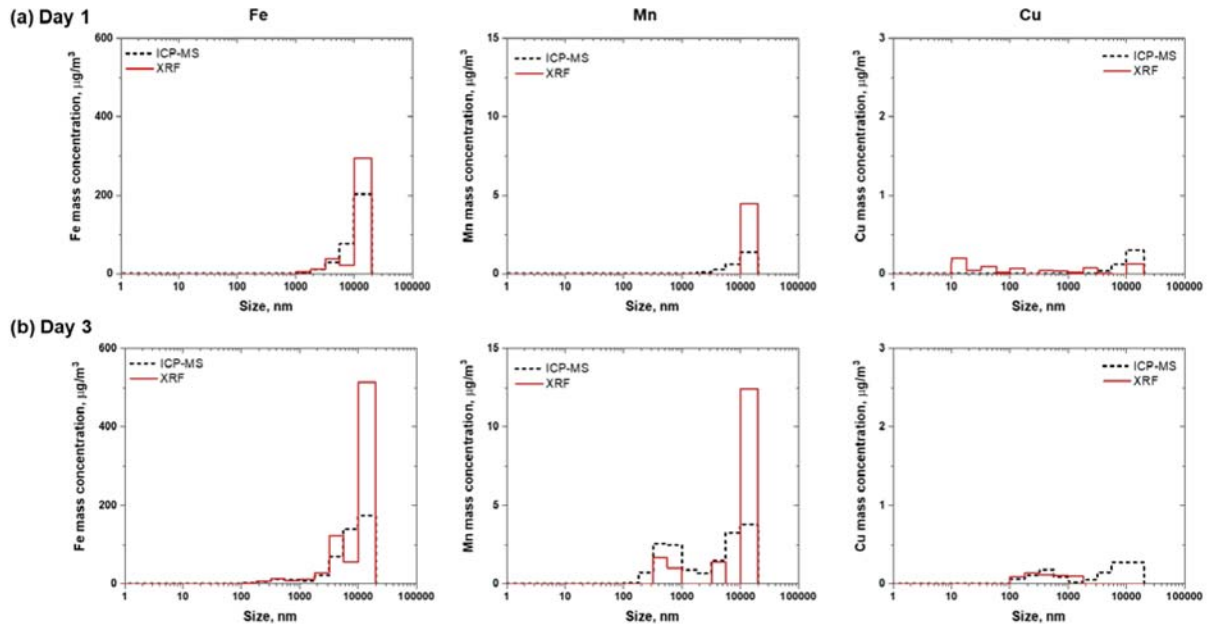 (a) Day 1
Fe
Mn
Cu
Fe mass concentration, µg/m³
600
400
200
0
ICP-MS
XRF
1 10 100 1000 10000 100000
Size, nm
Mn mass concentration, µg/m³
15
10
5
0
ICP-MS
XRF
1 10 100 1000 10000 100000
Size, nm
Cu mass concentration, µg/m³
3
2
1
0
ICP-MS
XRF
1 10 100 1000 10000 100000
Size, nm
(b) Day 3
Fe mass concentration, µg/m³
600
400
200
0
ICP-MS
XRF
1 10 100 1000 10000 100000
Size, nm
Mn mass concentration, µg/m³
15
10
5
0
ICP-MS
XRF
1 10 100 1000 10000 100000
Size, nm
Cu mass concentration, µg/m³
3
2
1
0
ICP-MS
XRF
1 10 100 1000 10000 100000
Size, nm